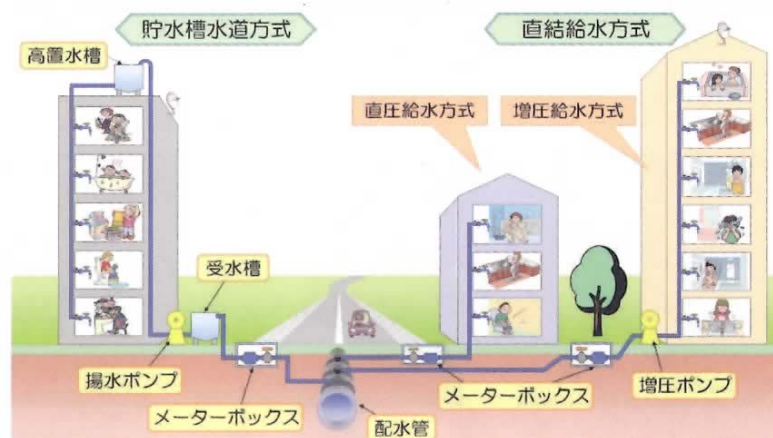 貯水槽水道方式
直結給水方式
高置水槽
直圧給水方式
増圧給水方式
受水槽
揚水ポンプ
メーターボックス
配水管
メーターボックス
増圧ポンプ